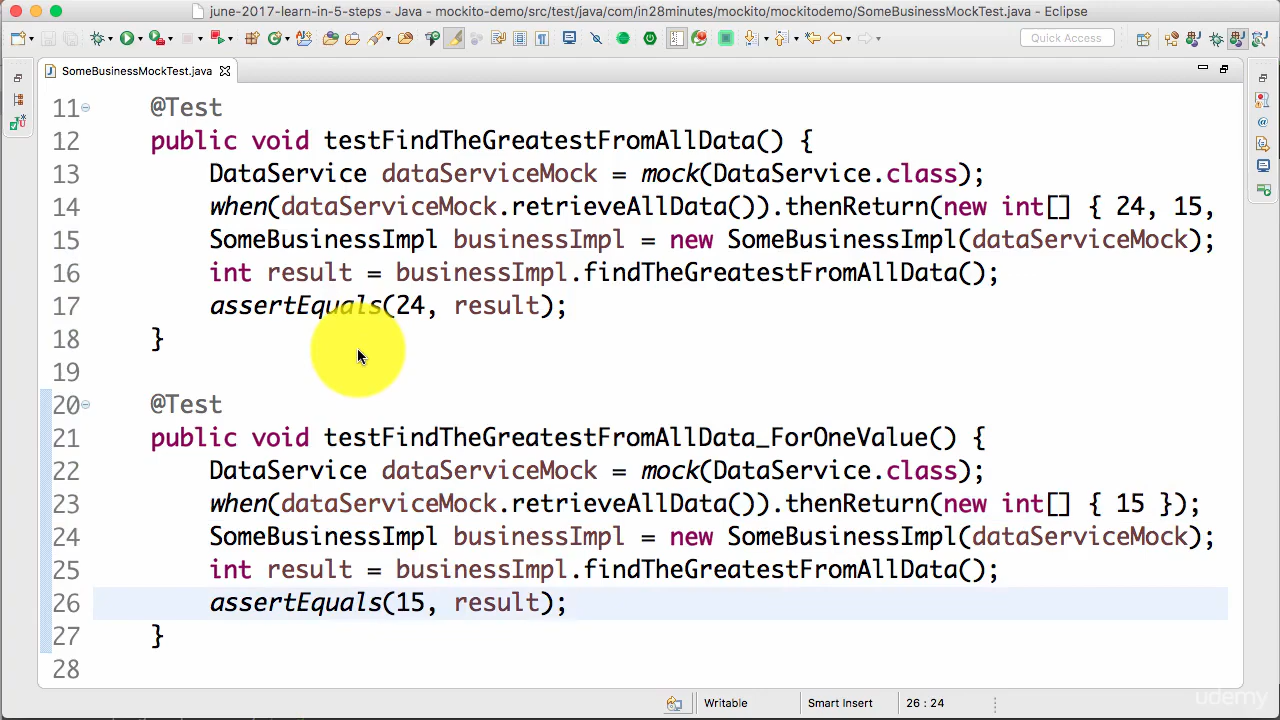 june-2017-learn-in-5-steps - Java - mockito-demo/src/test/java/com/in28minutes/mockito/mockitodemo/SomeBusinessMockTest.java - Eclipse
Quick Access
SomeBusinessMockTest.java
11 @Test
12 public void testFindTheGreatestFromAllData() {
13 DataService dataServiceMock = mock(DataService.class);
14 when(dataServiceMock.retrieveAllData()).thenReturn(new int[] { 24, 15,
15 SomeBusinessImpl businessImpl = new SomeBusinessImpl(dataServiceMock);
16 int result = businessImpl.findTheGreatestFromAllData();
17 assertEquals(24, result);
18 }
19
20 @Test
21 public void testFindTheGreatestFromAllData_ForOneValue() {
22 DataService dataServiceMock = mock(DataService.class);
23 when(dataServiceMock.retrieveAllData()).thenReturn(new int[] { 15 });
24 SomeBusinessImpl businessImpl = new SomeBusinessImpl(dataServiceMock);
25 int result = businessImpl.findTheGreatestFromAllData();
26 assertEquals(15, result);
27 }
28
Writable
Smart Insert
26 : 24
udemy